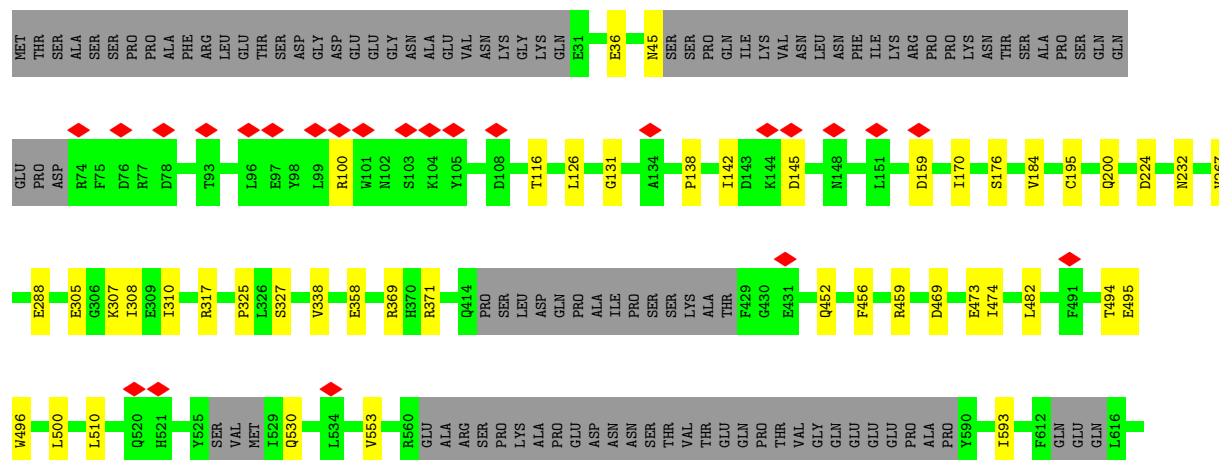 MET THR SER ALA SER SER PRO PRO ALA PHE ARG LEU GLU THR SER ASP GLY ASP GLU GLU GLY ASN ALA GLU VAL ASN LYS GLY LYS GLN E31 E36 N45 SER SER PRO GLN ILE LYS VAL ASN LEU ASN PHE ILE LYS ARG PRO PRO LYS ASN THR SER ALA PRO SER GLN GLN
GLU PRO ASP R74 F75 D76 R77 D78 T93 L96 E97 Y98 L99 R100 W101 N102 S103 K104 Y105 D108 T116 L126 G131 A134 P138 I142 D143 K144 D145 N148 L151 D159 I170 S176 V184 C195 Q200 D224 N232
E288 E305 G306 K307 I308 E309 I310 R317 P325 L326 S327 V338 E358 R369 H370 R371 Q414 PRO SER LEU ASP GLN PRO ALA ILE PRO SER SER LYS ALA THR F429 G430 E431 Q452 F456 R459 D469 E473 I474 L482 F491 T494 E495
W496 L500 L510 Q520 H521 Y525 SER VAL MET I529 Q530 L534 V553 R560 GLU ALA ARG SER PRO LYS ALA PRO GLU ASP ASN ASN SER THR VAL THR GLU GLN PRO THR VAL GLY GLN GLU GLU GLU PRO ALA PRO Y590 I593 F612 GLN GLU GLN L616